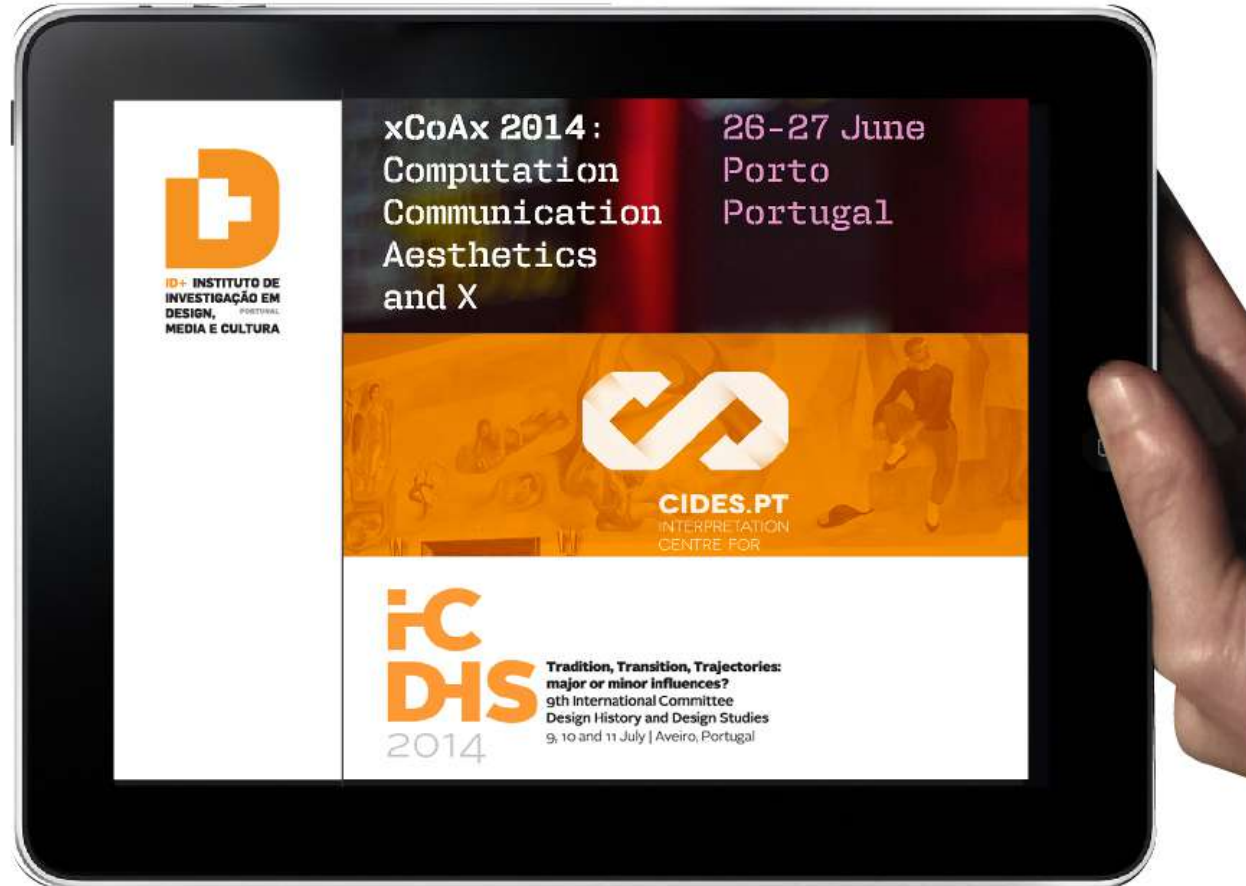 ID+ INSTITUTO DE
INVESTIGAÇÃO EM
DESIGN, PORTUGAL
MEDIA E CULTURA
xCoAx 2014:
Computation
Communication
Aesthetics
and X
26-27 June
Porto
Portugal
CIDES.PT
INTERPRETATION
CENTRE FOR
i-C
DHS
2014
Tradition, Transition, Trajectories:
major or minor influences?
9th International Committee
Design History and Design Studies
9, 10 and 11 July | Aveiro, Portugal